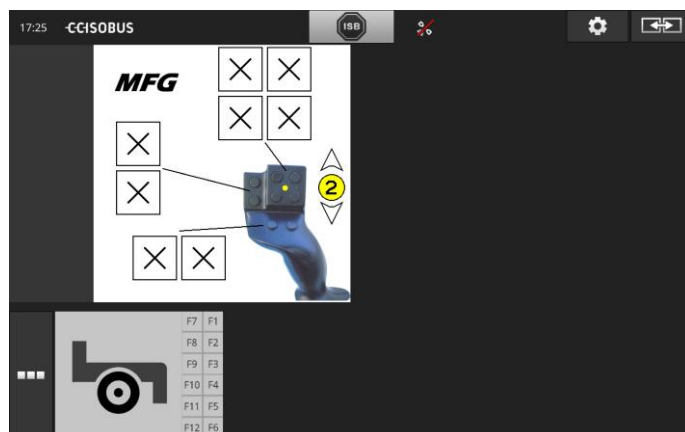 17:25 CCISOBUS ISB
MFG
2
F7 F1
F8 F2
F9 F3
F10 F4
F11 F5
F12 F6